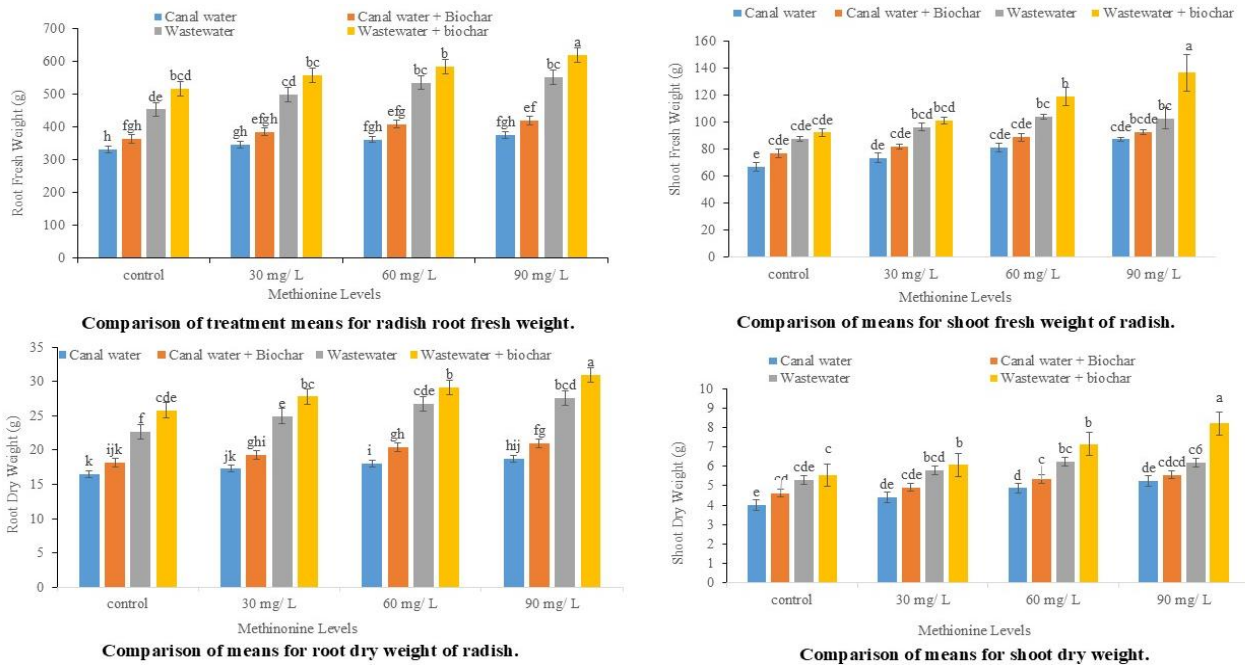 Canal water Canal water + Biochar
Wastewater Wastewater + biochar
700
600
500
400
300
200
100
0
Root Fresh Weight (g)
h fgh de bcd
gh efgh cd bc
fgh efg bc b
fgh ef bc a
control 30 mg/ L 60 mg/ L 90 mg/ L
Methionine Levels
Comparison of treatment means for radish root fresh weight.
Canal water Canal water + Biochar Wastewater Wastewater + biochar
160
140
120
100
80
60
40
20
0
Shoot Fresh Weight (g)
e cde cde cde
de cde bcd bcd
cde cde bc b
cde bcde bc a
control 30 mg/ L 60 mg/ L 90 mg/ L
Methionine Levels
Comparison of means for shoot fresh weight of radish.
Canal water Canal water + Biochar Wastewater Wastewater + biochar
35
30
25
20
15
10
5
0
Root Dry Weight (g)
k ijk f cde
jk ghi e bc
i gh cde b
hij fg bcd a
control 30 mg/ L 60 mg/ L 90 mg/ L
Methinonine Levels
Comparison of means for root dry weight of radish.
Canal water Canal water + Biochar
Wastewater Wastewater + biochar
10
9
8
7
6
5
4
3
2
1
0
Shoot Dry Weight (g)
e cde c
de cde bcd b
d c bc b
de cdcd c6 a
control 30 mg/ L 60 mg/ L 90 mg/ L
Methionine Levels
Comparison of means for shoot dry weight.